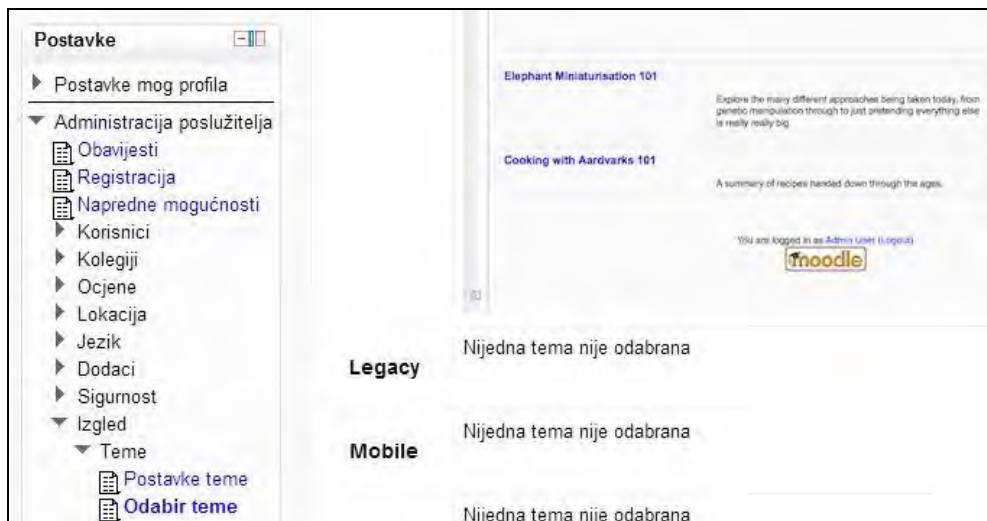 Postavke
Postavke mog profila
Administracija poslužitelja
Obavijesti
Registracija
Napredne mogućnosti
Korisnici
Kolegiji
Ocjene
Lokacija
Jezik
Dodaci
Sigurnost
Izgled
Teme
Postavke teme
Odabir teme
Elephant Miniaturisation 101
Explore the many different approaches being taken today, from
genetic manipulation through to just pretending everything else
is really really big.
Cooking with Aardvarks 101
A summery of recipes handed down through the ages.
You are logged in as Admin User (Logout)
moodle
Legacy
Nijedna tema nije odabrana
Mobile
Nijedna tema nije odabrana
Nijedna tema nije odabrana